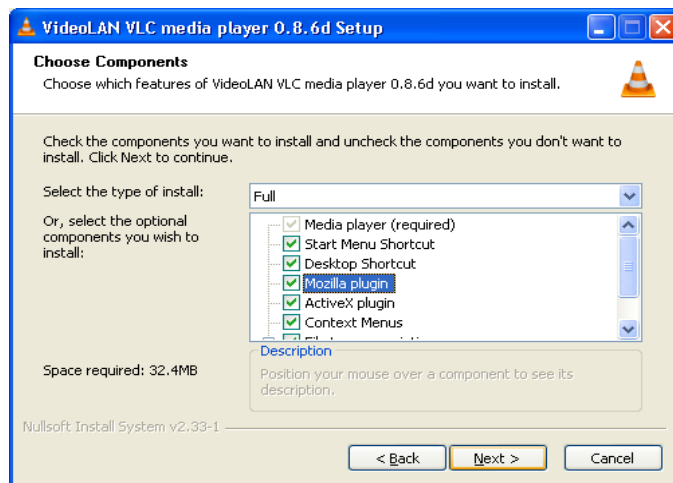 VideoLAN VLC media player 0.8.6d Setup
Choose Components
Choose which features of VideoLAN VLC media player 0.8.6d you want to install.
Check the components you want to install and uncheck the components you don't want to
install. Click Next to continue.
Select the type of install:
Full
Or, select the optional
components you wish to
install:
Media player (required)
Start Menu Shortcut
Desktop Shortcut
Mozilla plugin
ActiveX plugin
Context Menus
Space required: 32.4MB
Description
Position your mouse over a component to see its
description.
Nullsoft Install System v2.33-1
< Back
Next >
Cancel